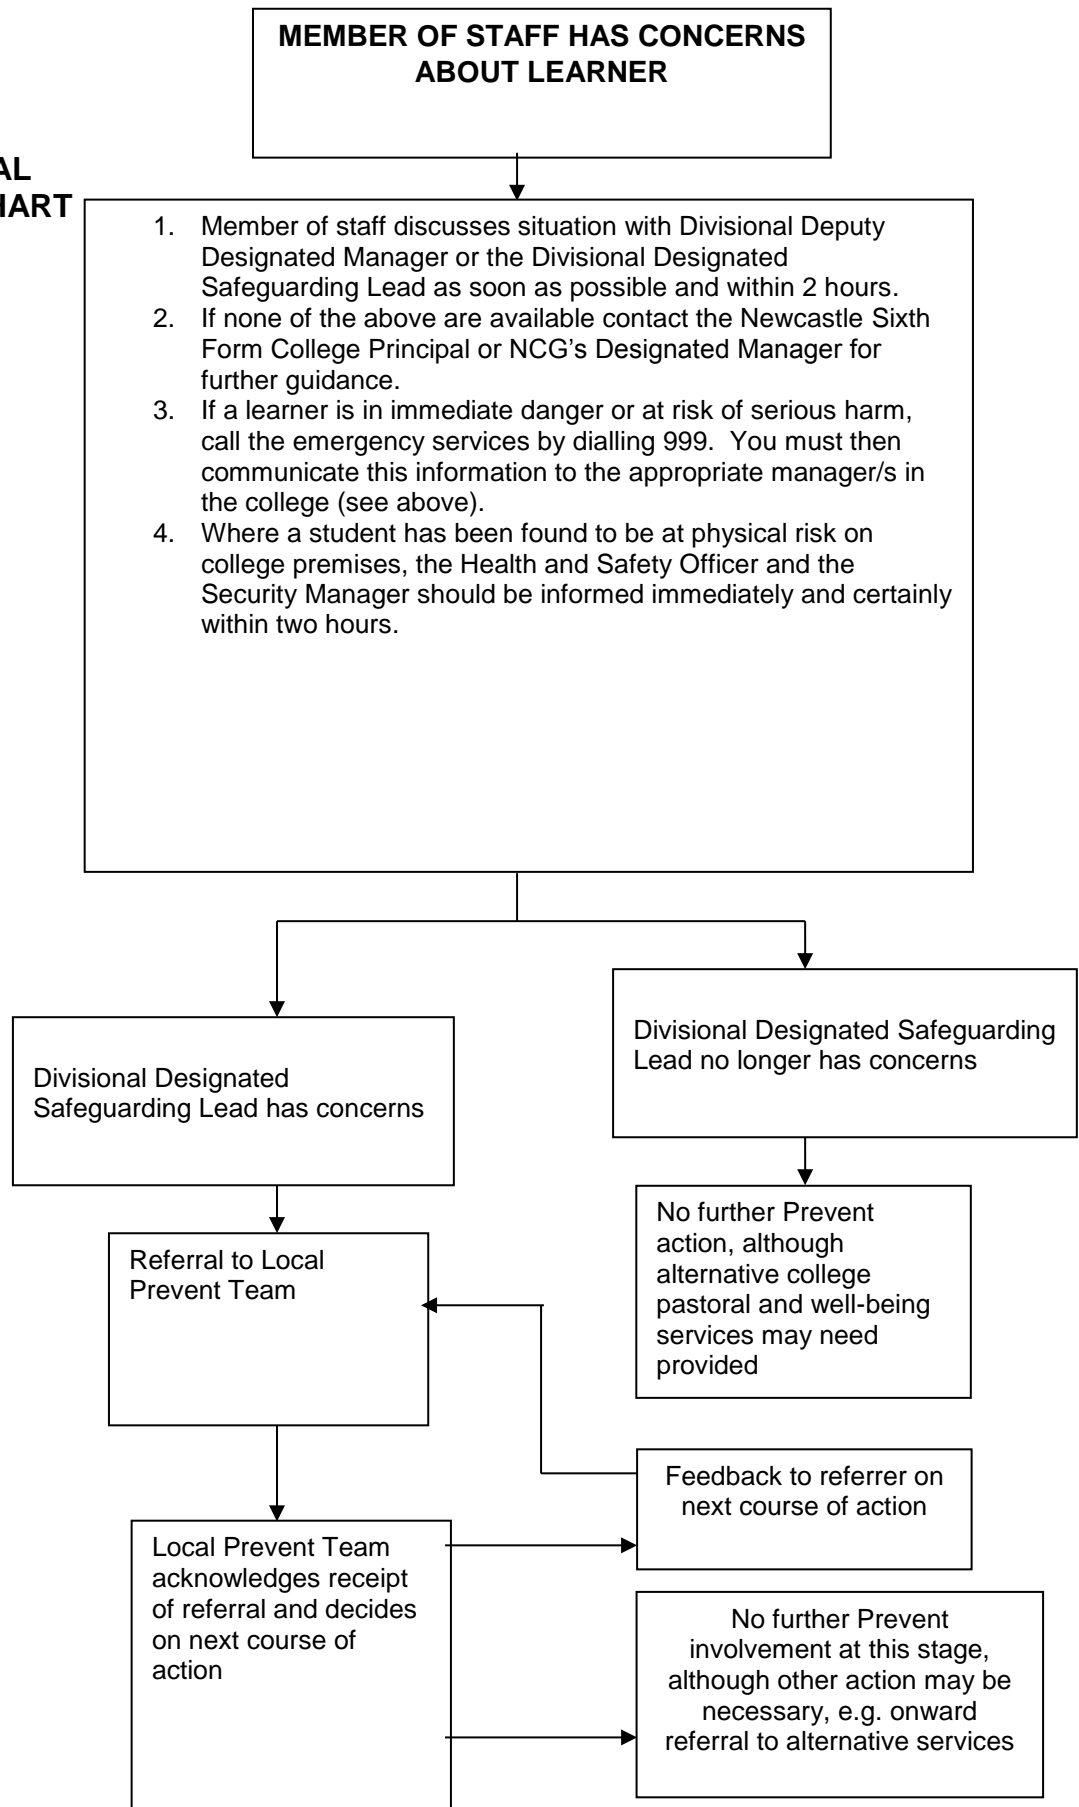 MEMBER OF STAFF HAS CONCERNS
ABOUT LEARNER
AL
HART
1. Member of staff discusses situation with Divisional Deputy
Designated Manager or the Divisional Designated
Safeguarding Lead as soon as possible and within 2 hours.
2. If none of the above are available contact the Newcastle Sixth
Form College Principal or NCG’s Designated Manager for
further guidance.
3. If a learner is in immediate danger or at risk of serious harm,
call the emergency services by dialling 999.  You must then
communicate this information to the appropriate manager/s in
the college (see above).
4. Where a student has been found to be at physical risk on
college premises, the Health and Safety Officer and the
Security Manager should be informed immediately and certainly
within two hours.
Divisional Designated
Safeguarding Lead has concerns
Divisional Designated Safeguarding
Lead no longer has concerns
No further Prevent
action, although
alternative college
pastoral and well-being
services may need
provided
Referral to Local
Prevent Team
Feedback to referrer on
next course of action
Local Prevent Team
acknowledges receipt
of referral and decides
on next course of
action
No further Prevent
involvement at this stage,
although other action may be
necessary, e.g. onward
referral to alternative services